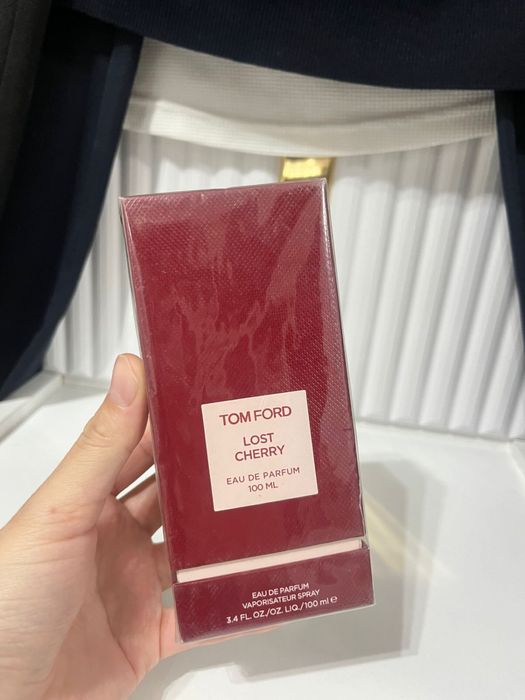 TOM FORD
LOST
CHERRY
EAU DE PARFUM
100 ML
EAU DE PARFUM
VAPORISATEUR SPRAY
3.4 FL. OZ./OZ. LIQ./100 ml ℮